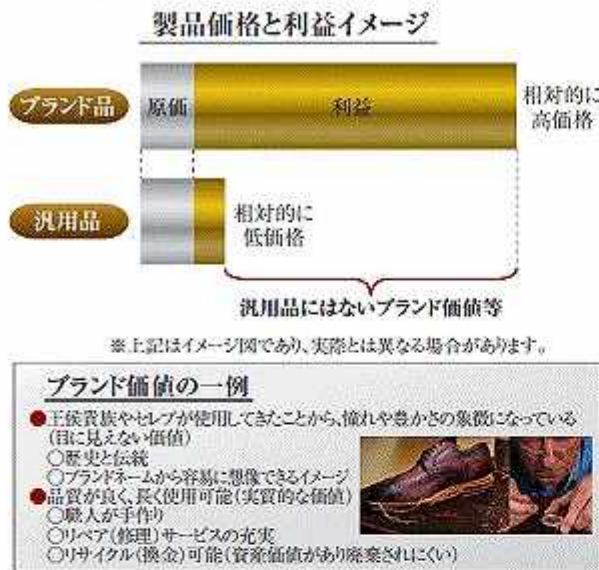 製品価格と利益イメージ
ブランド品
原価
利益
相対的に
高価格
汎用品
相対的に
低価格
汎用品にはないブランド価値等
※上記はイメージ図であり、実際とは異なる場合があります。
ブランド価値の一例
●王侯貴族やセレブが使用してきたことから、憧れや豊かさの象徴になっている
(目に見えない価値)
○歴史と伝統
○ブランドネームから容易に想像できるイメージ
●品質が良く、長く使用可能(実質的な価値)
○職人が手作り
○リペア(修理)サービスの充実
○リサイクル(換金)可能(資産価値があり廃棄されにくい)